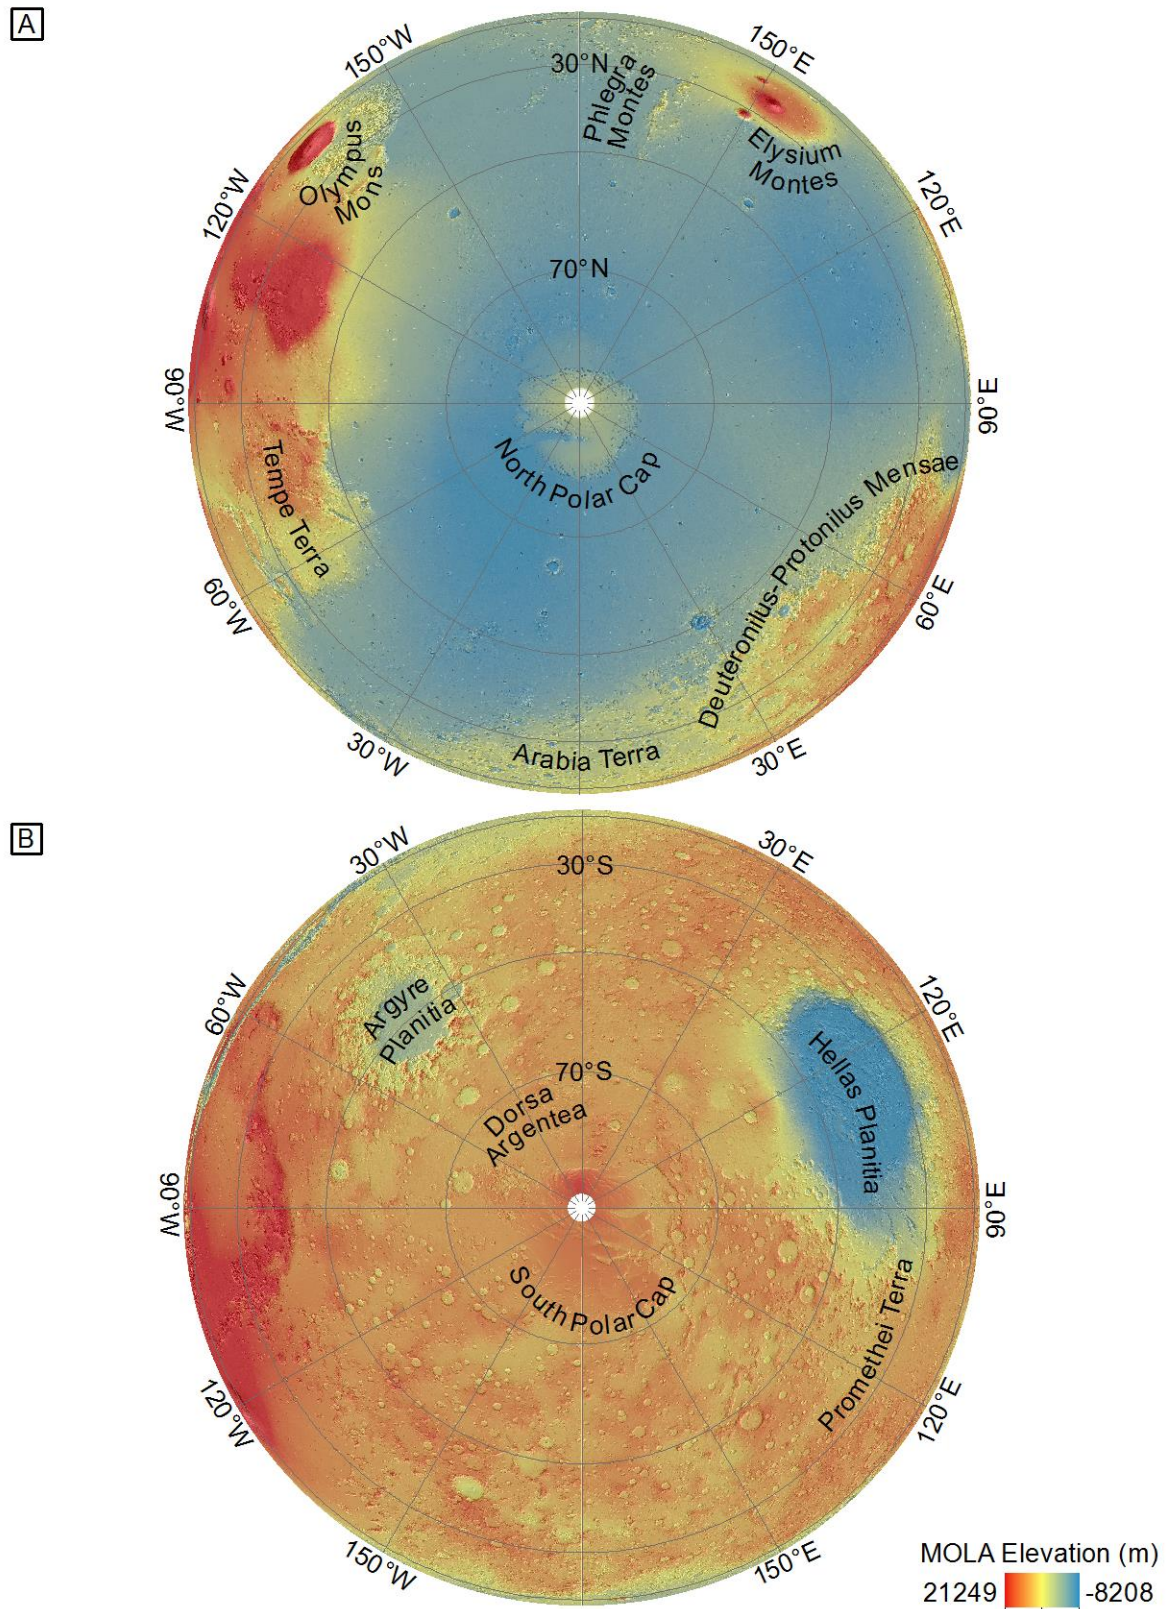 A
150°W
30°N
Phlegra
Montes
150°E
Olympus
Mons
Elysium
Montes
120°W
120°E
70°N
90°W
90°E
North Polar Cap
Tempe Terra
Deuteronilus-Protonilus Mensae
60°W
60°E
Arabia Terra
30°W
30°E
B
30°W
30°S
30°E
60°W
120°E
Argyre
Planitia
Hellas Planitia
70°S
Dorsa
Argentea
90°W
90°E
South Polar Cap
Promethei Terra
120°W
120°E
150°W
150°E
MOLA Elevation (m)
21249 -8208